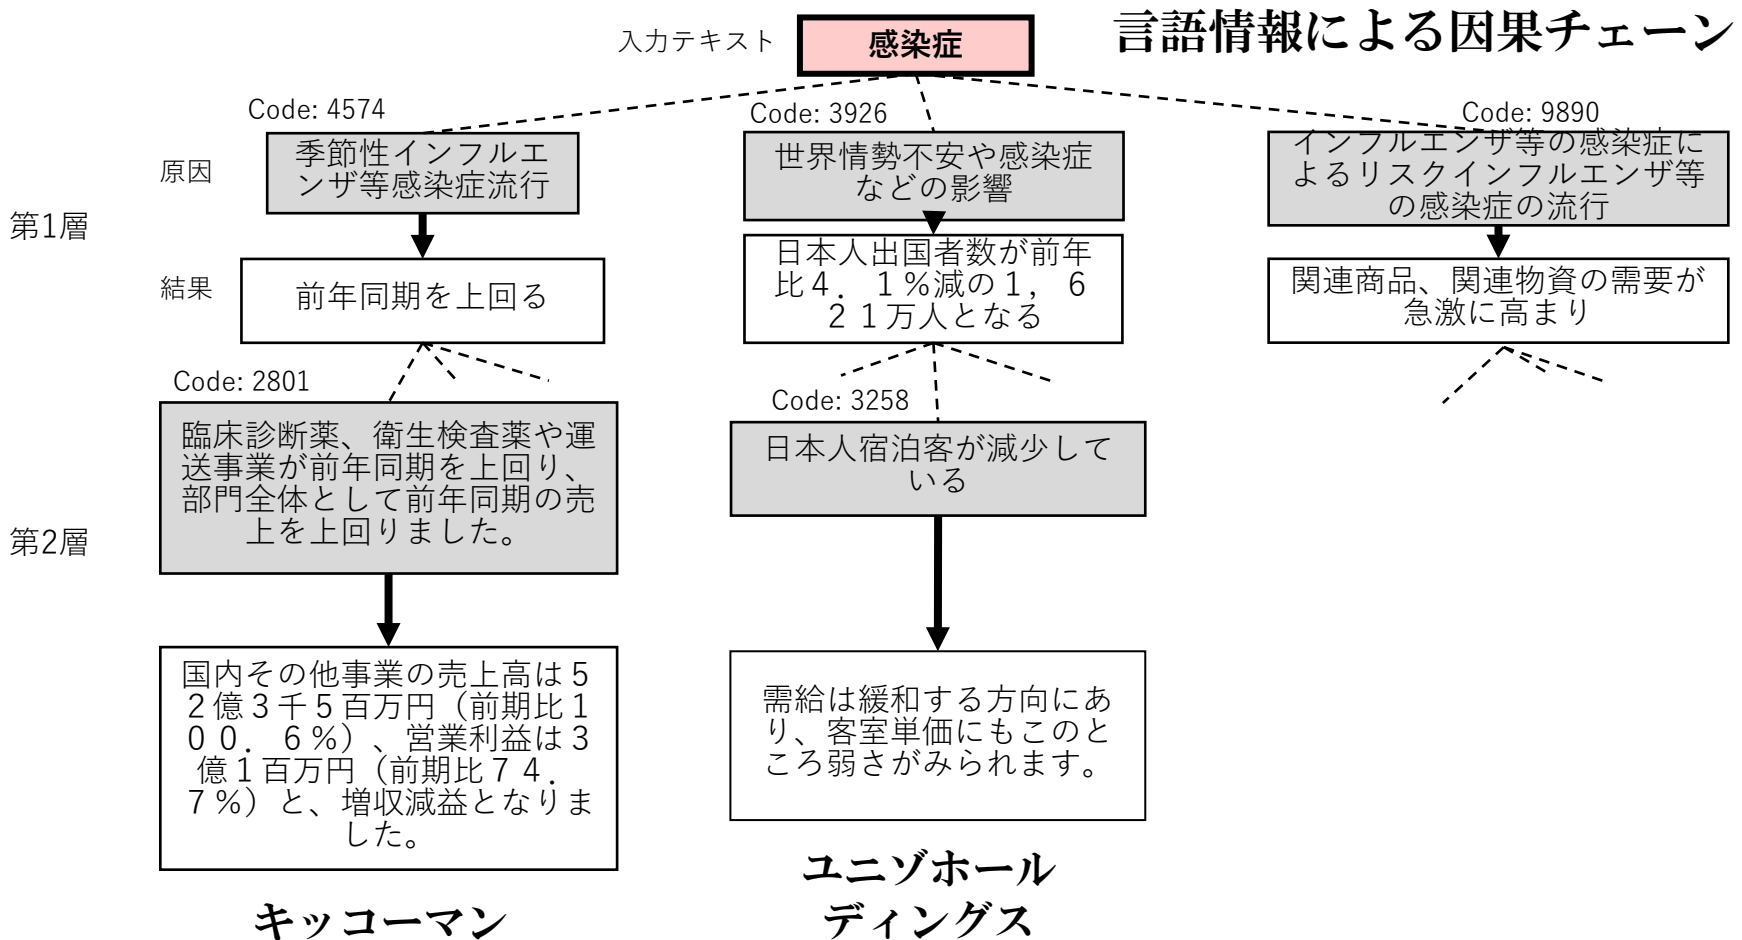 言語情報による因果チェーン
入力テキスト
感染症
Code: 4574
Code: 3926
Code: 9890
第1層
原因
季節性インフルエ
ンザ等感染症流行
世界情勢不安や感染症
などの影響
インフルエンザ等の感染症に
よるリスクインフルエンザ等
の感染症の流行
結果
前年同期を上回る
日本人出国者数が前年
比４．１％減の１，６
２１万人となる
関連商品、関連物資の需要が
急激に高まり
Code: 2801
Code: 3258
第2層
臨床診断薬、衛生検査薬や運
送事業が前年同期を上回り、
部門全体として前年同期の売
上を上回りました。
日本人宿泊客が減少して
いる
国内その他事業の売上高は５
２億３千５百万円（前期比１
００．６％）、営業利益は３
億１百万円（前期比７４．
７％）と、増収減益となりま
した。
需給は緩和する方向にあ
り、客室単価にもこのと
ころ弱さがみられます。
キッコーマン
ユニゾホール
ディングス